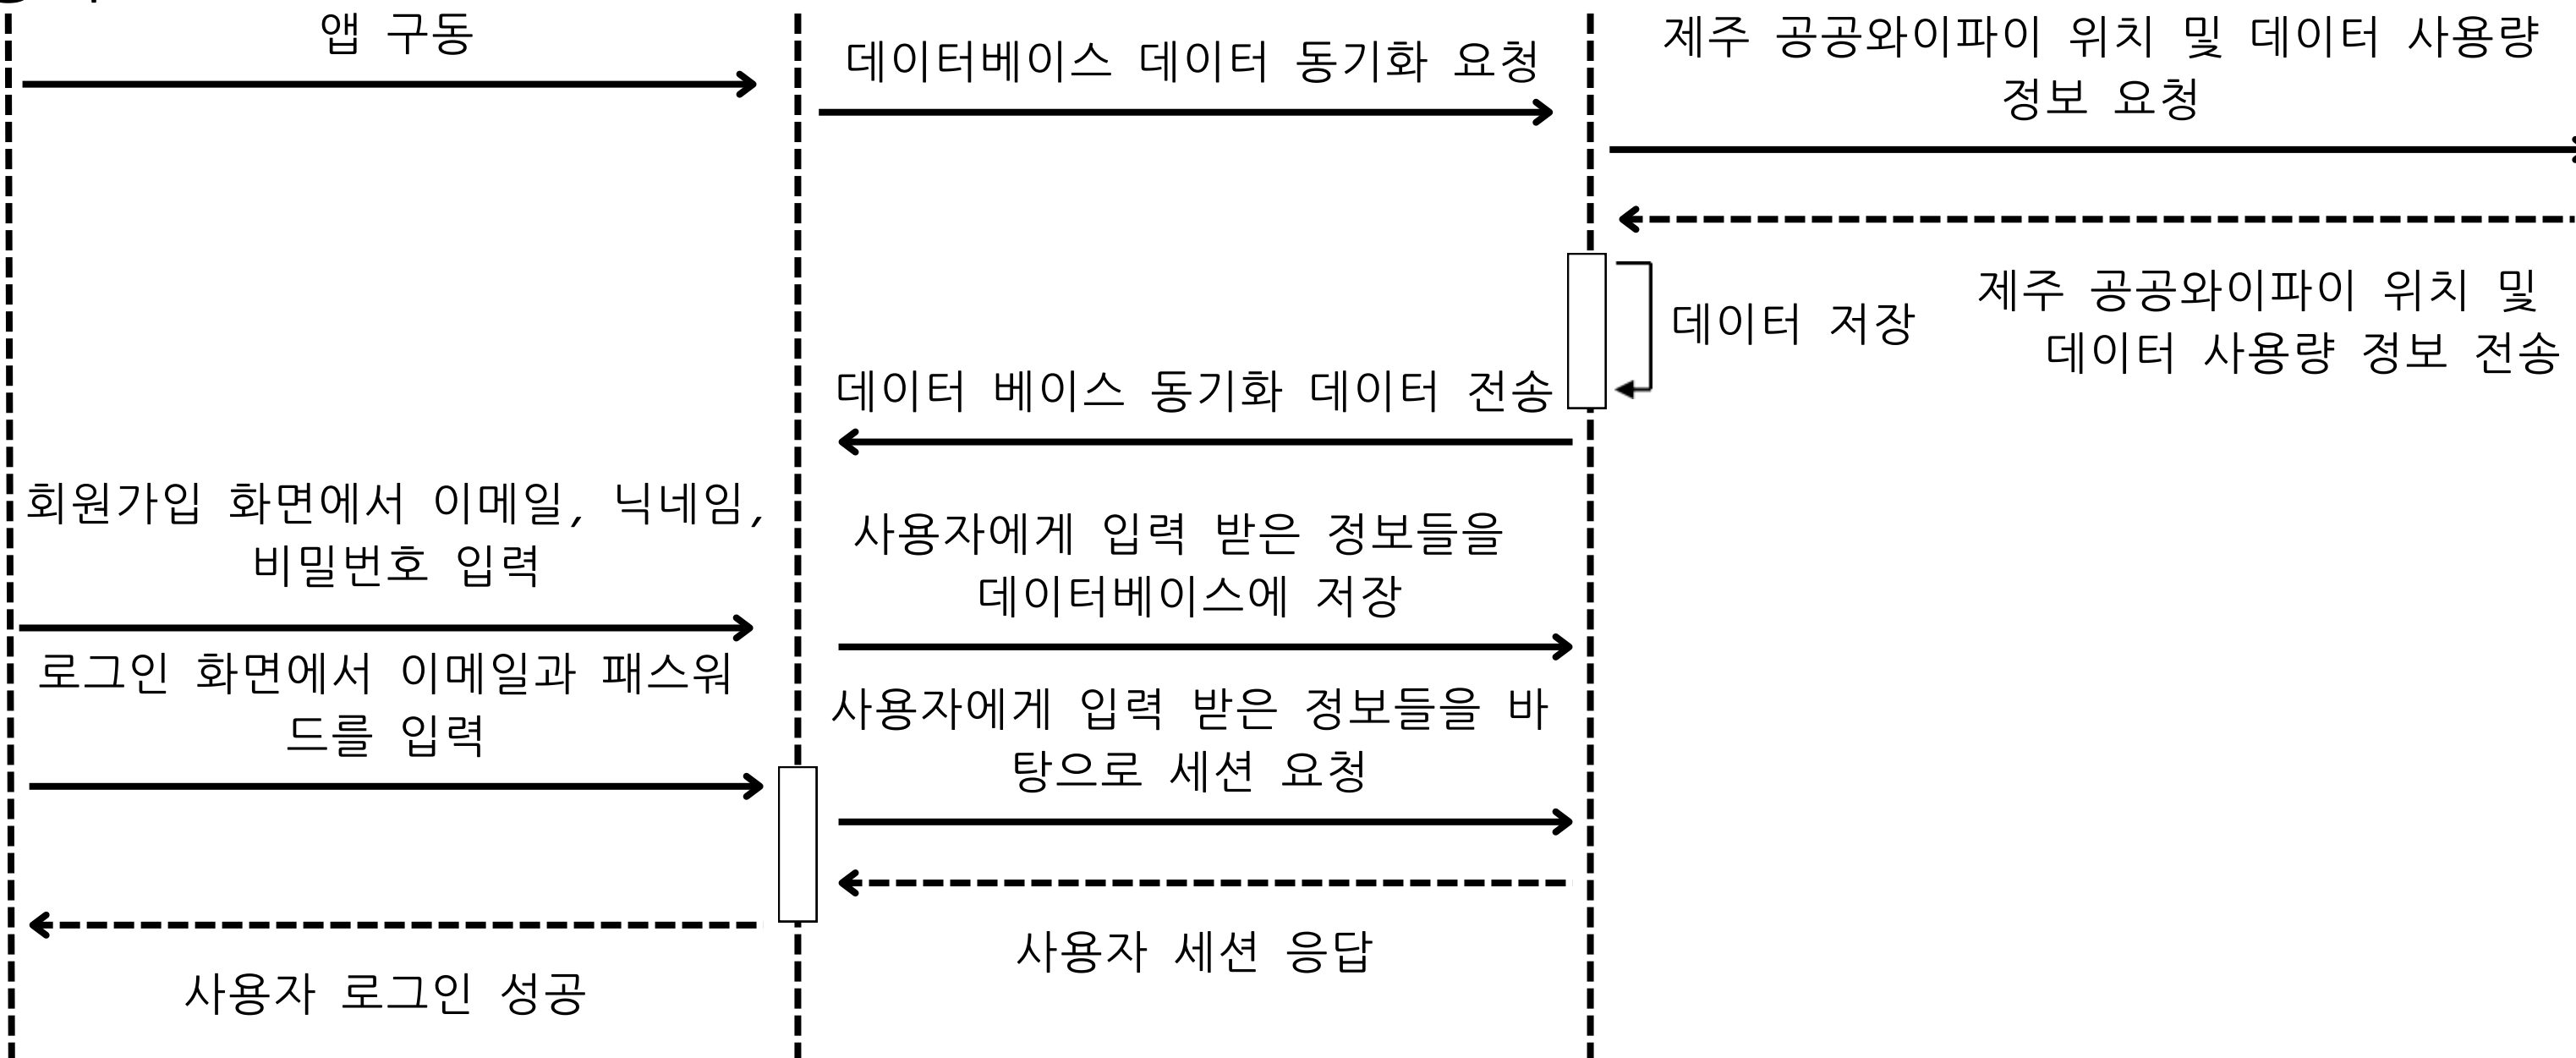 앱 구동
데이터베이스 데이터 동기화 요청
제주 공공와이파이 위치 및 데이터 사용량
정보 요청
데이터 저장
제주 공공와이파이 위치 및
데이터 사용량 정보 전송
데이터 베이스 동기화 데이터 전송
회원가입 화면에서 이메일, 닉네임,
비밀번호 입력
사용자에게 입력 받은 정보들을
데이터베이스에 저장
로그인 화면에서 이메일과 패스워
드를 입력
사용자에게 입력 받은 정보들을 바
탕으로 세션 요청
사용자 세션 응답
사용자 로그인 성공